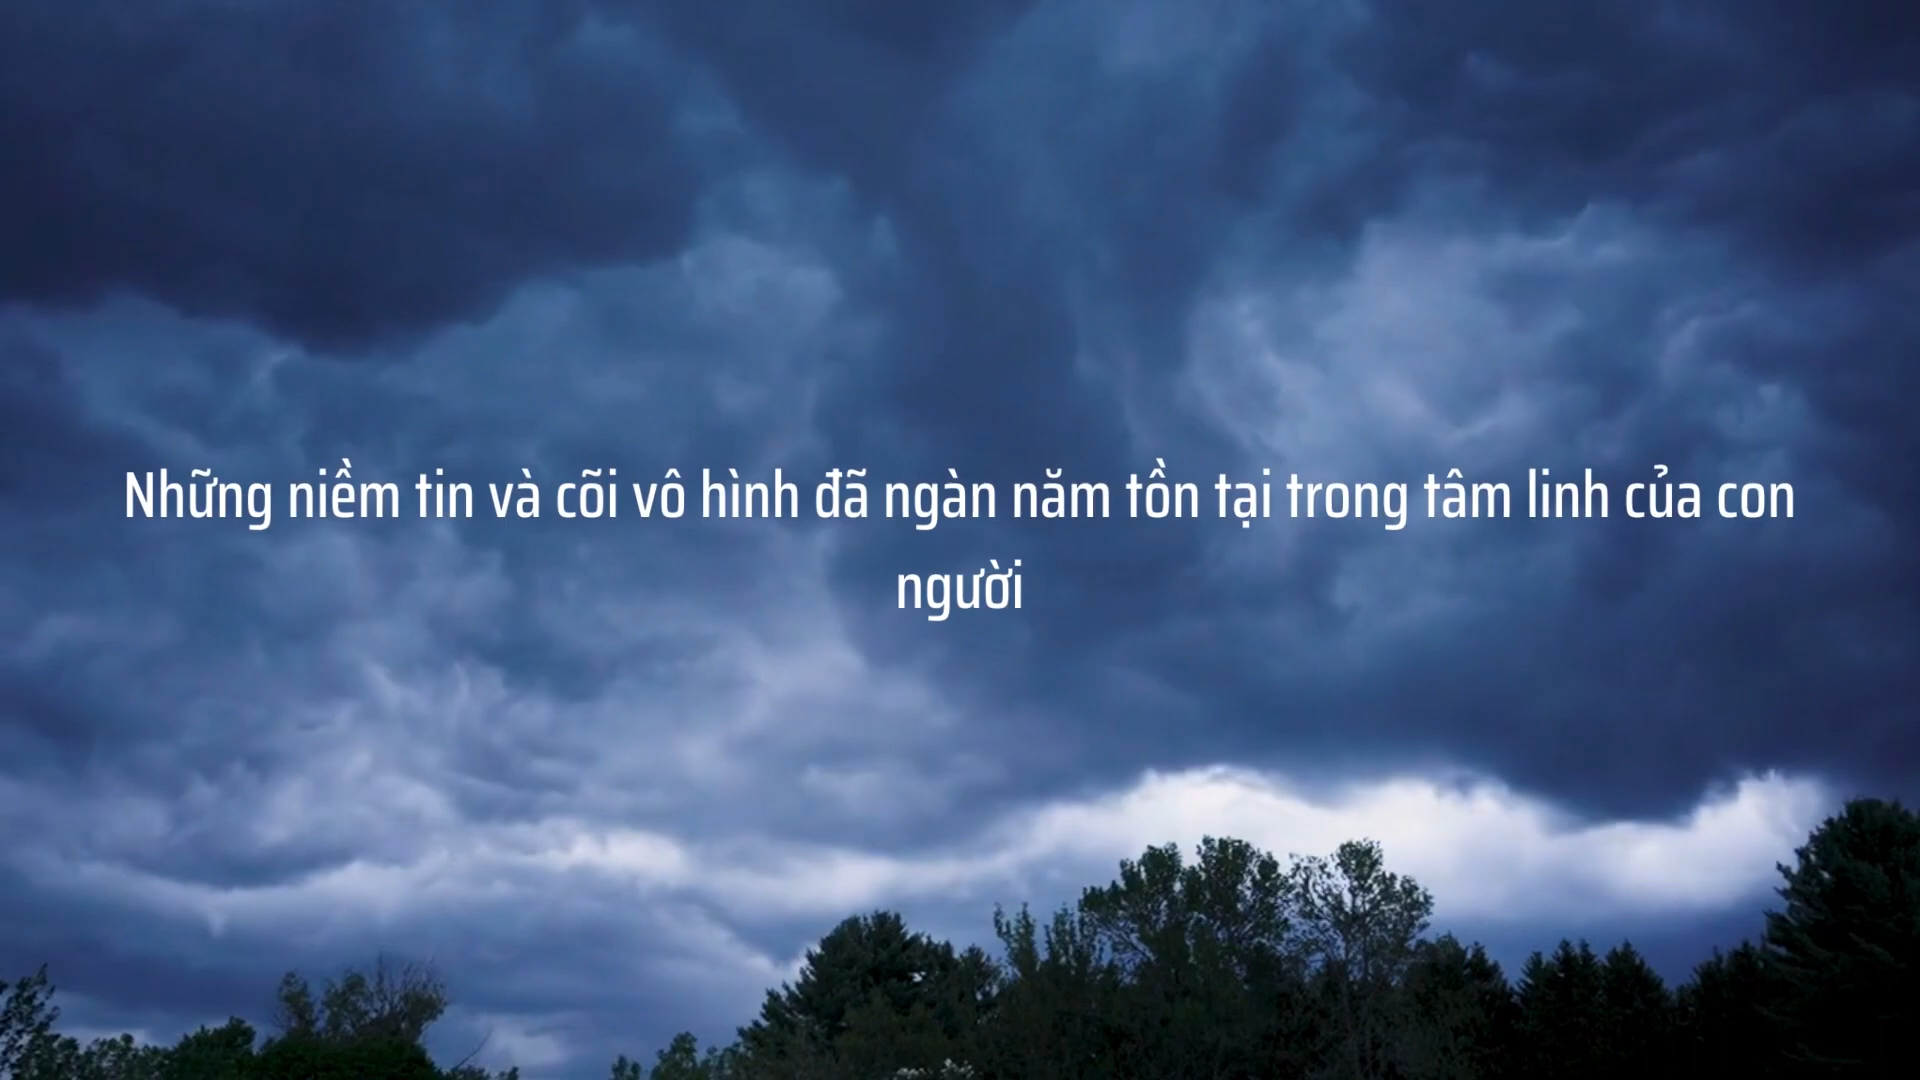 Những niềm tin và cõi vô hình đã ngàn năm tồn tại trong tâm linh của con
người